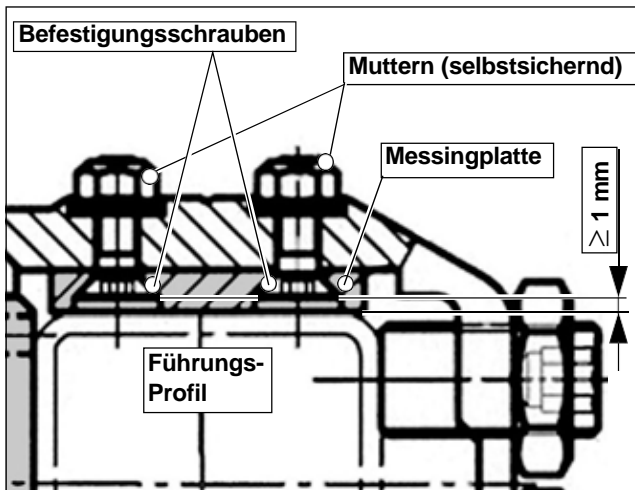 Befestigungsschrauben
Muttern (selbstsichernd)
Messingplatte
≥ 1 mm
Führungs-
Profil